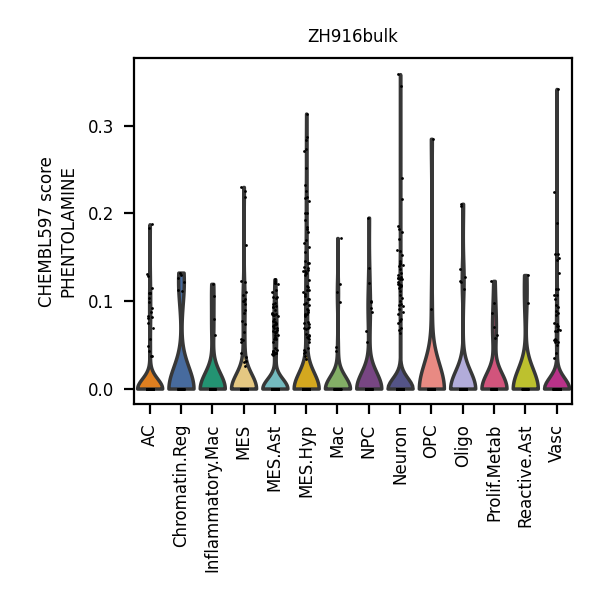 ZH916bulk
CHEMBL597 score
PHENTOLAMINE
0.3
0.2
0.1
0.0
AC
Chromatin.Reg
Inflammatory.Mac
MES
MES.Ast
MES.Hyp
Mac
NPC
Neuron
OPC
Oligo
Prolif.Metab
Reactive.Ast
Vasc